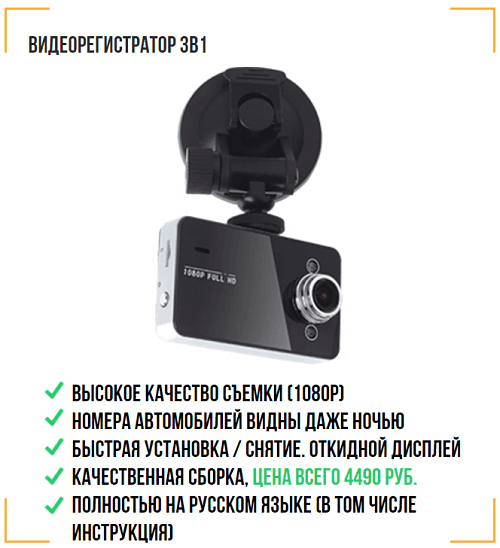 ВИДЕОРЕГИСТРАТОР 3В1
1080P FULL HD
ВЫСОКОЕ КАЧЕСТВО СЪЕМКИ (1080P)
НОМЕРА АВТОМОБИЛЕЙ ВИДНЫ ДАЖЕ НОЧЬЮ
БЫСТРАЯ УСТАНОВКА / СНЯТИЕ. ОТКИДНОЙ ДИСПЛЕЙ
КАЧЕСТВЕННАЯ СБОРКА, ЦЕНА ВСЕГО 4490 РУБ.
ПОЛНОСТЬЮ НА РУССКОМ ЯЗЫКЕ (В ТОМ ЧИСЛЕ
ИНСТРУКЦИЯ)